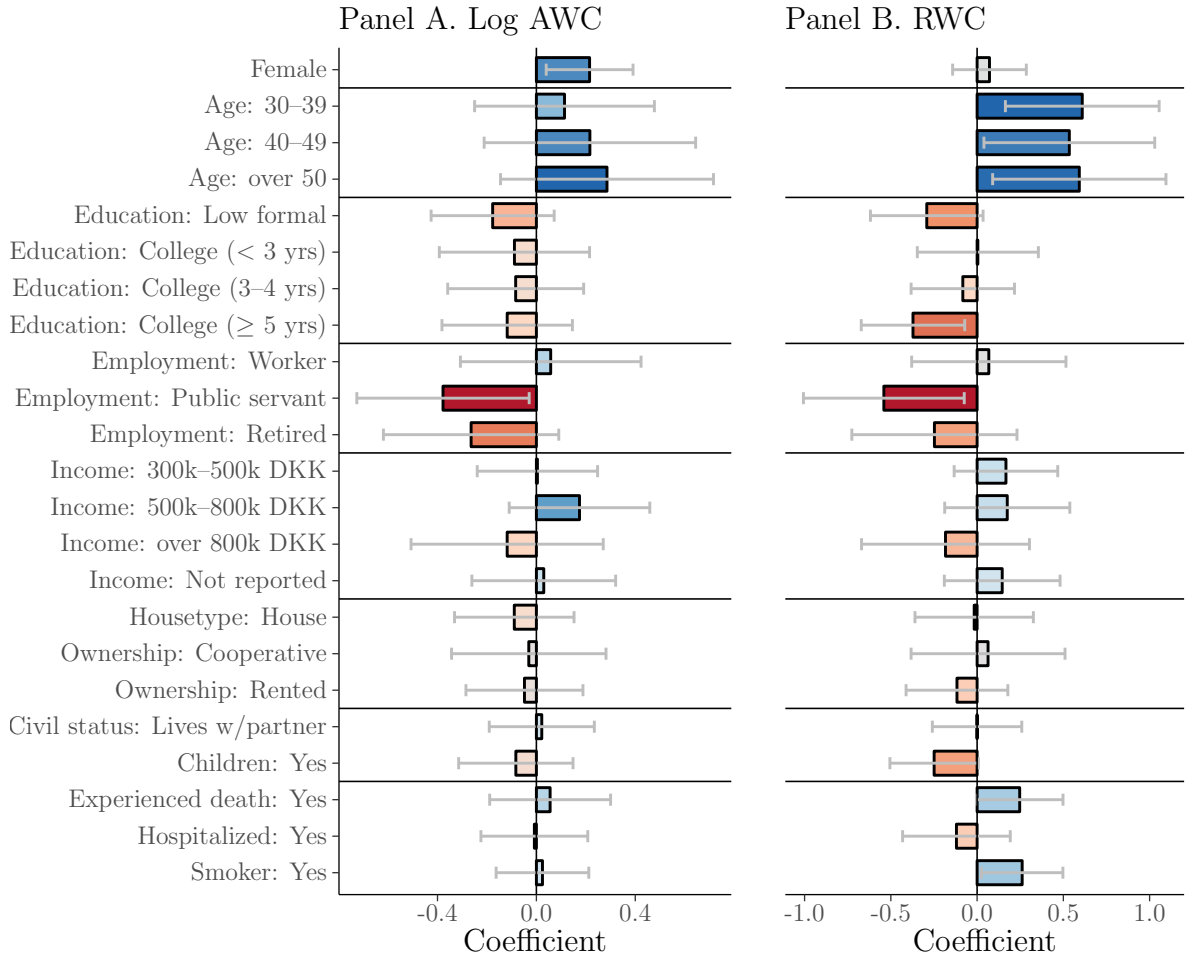 Panel A. Log AWC
Panel B. RWC
Female
Age: 30–39
Age: 40–49
Age: over 50
Education: Low formal
Education: College (< 3 yrs)
Education: College (3–4 yrs)
Education: College (≥ 5 yrs)
Employment: Worker
Employment: Public servant
Employment: Retired
Income: 300k–500k DKK
Income: 500k–800k DKK
Income: over 800k DKK
Income: Not reported
Housetype: House
Ownership: Cooperative
Ownership: Rented
Civil status: Lives w/partner
Children: Yes
Experienced death: Yes
Hospitalized: Yes
Smoker: Yes
-0.4 0.0 0.4
-1.0 -0.5 0.0 0.5 1.0
Coefficient
Coefficient